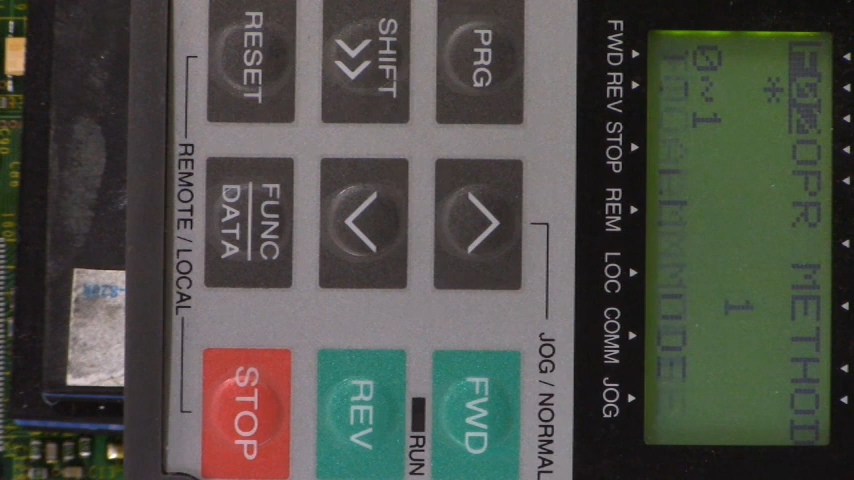 OPR METHOD
* 1
0~1
FWD REV STOP REM LOC COMM JOG
JOG / NORMAL
PRG ∧ FWD
RUN
SHIFT
>> ∨ REV
RESET FUNC
DATA STOP
REMOTE / LOCAL